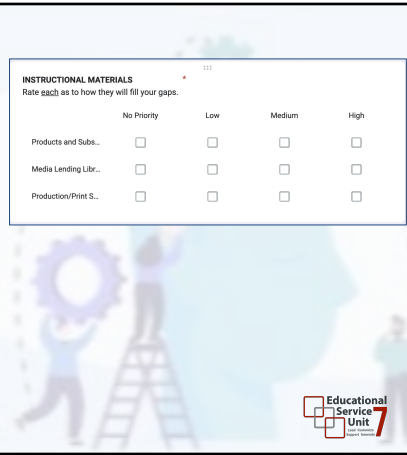 INSTRUCTIONAL MATERIALS *
Rate each as to how they will fill your gaps.
No Priority Low Medium High
Products and Subs...
Media Lending Libr...
Production/Print S...
Educational
Service
Unit 7